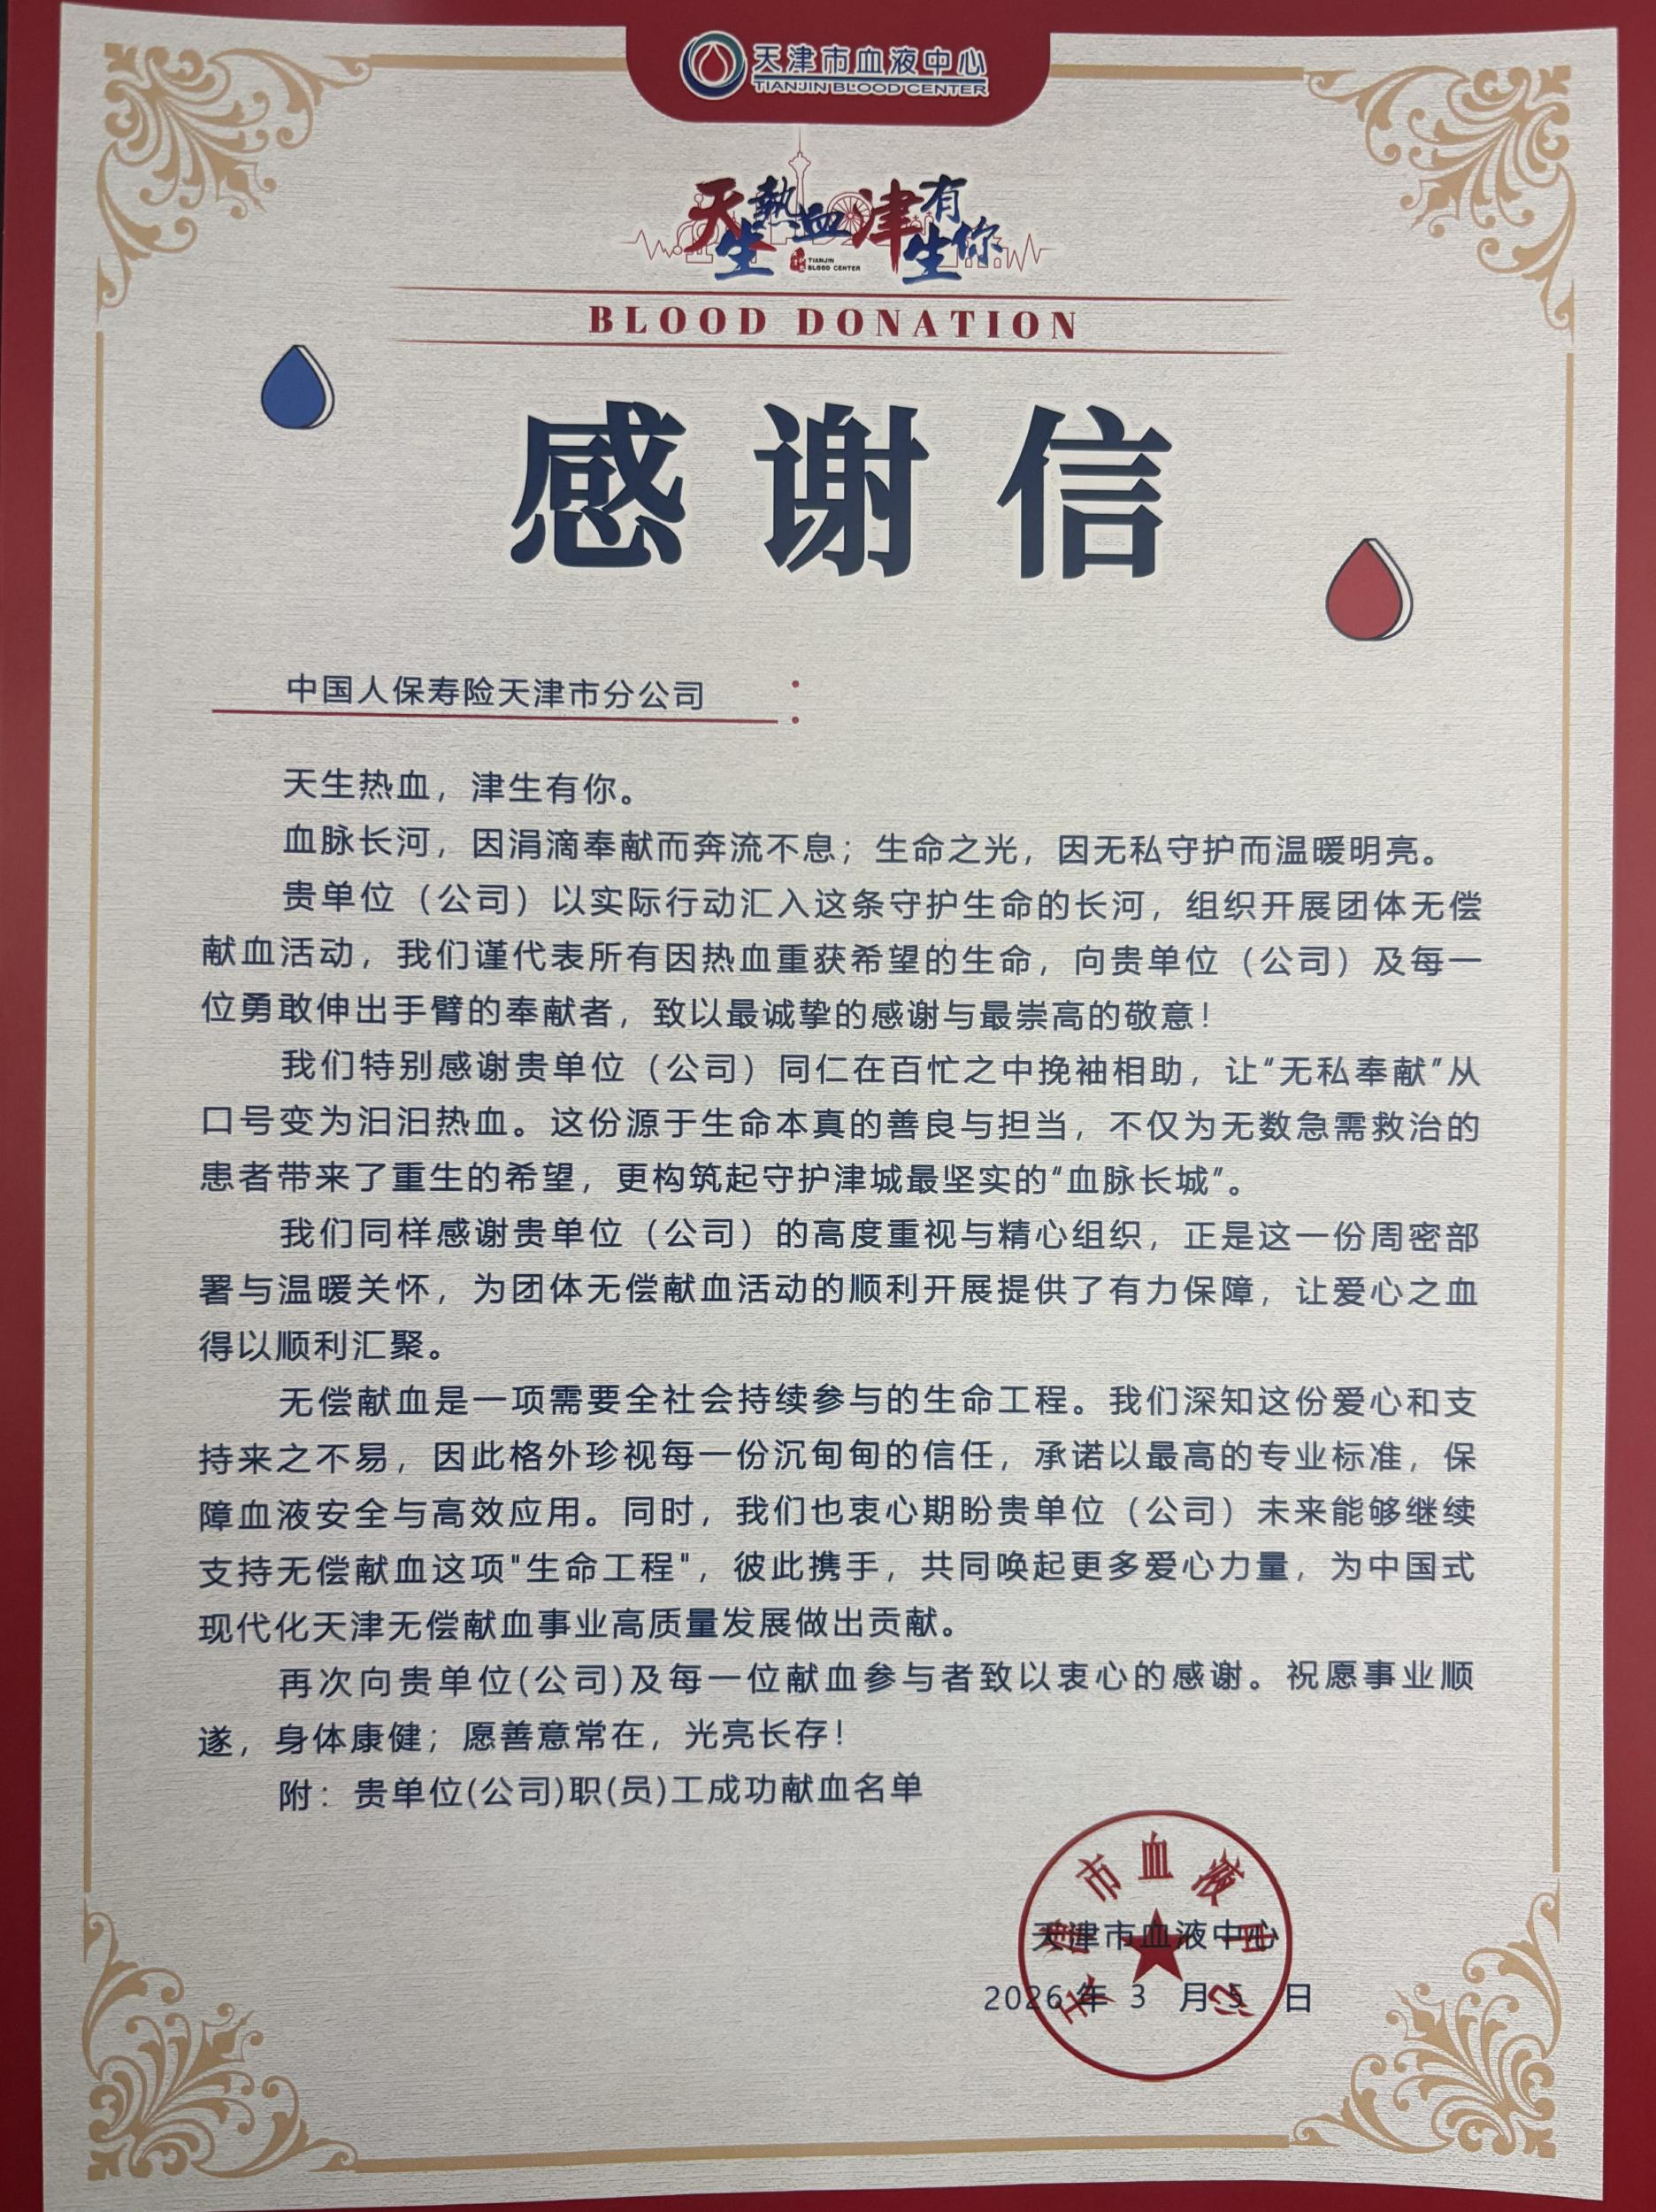 天津市血液中心
TIANJIN BLOOD CENTER
天生熱血津生有你
TIANJIN
BLOOD CENTER
BLOOD DONATION
感谢信
中国人保寿险天津市分公司：
天生热血，津生有你。
血脉长河，因涓滴奉献而奔流不息；生命之光，因无私守护而温暖明亮。
贵单位（公司）以实际行动汇入这条守护生命的长河，组织开展团体无偿
献血活动，我们谨代表所有因热血重获希望的生命，向贵单位（公司）及每一
位勇敢伸出手臂的奉献者，致以最诚挚的感谢与最崇高的敬意！
我们特别感谢贵单位（公司）同仁在百忙之中挽袖相助，让“无私奉献”从
口号变为汩汩热血。这份源于生命本真的善良与担当，不仅为无数急需救治的
患者带来了重生的希望，更构筑起守护津城最坚实的“血脉长城”。
我们同样感谢贵单位（公司）的高度重视与精心组织，正是这一份周密部
署与温暖关怀，为团体无偿献血活动的顺利开展提供了有力保障，让爱心之血
得以顺利汇聚。
无偿献血是一项需要全社会持续参与的生命工程。我们深知这份爱心和支
持来之不易，因此格外珍视每一份沉甸甸的信任，承诺以最高的专业标准，保
障血液安全与高效应用。同时，我们也衷心期盼贵单位（公司）未来能够继续
支持无偿献血这项"生命工程"，彼此携手，共同唤起更多爱心力量，为中国式
现代化天津无偿献血事业高质量发展做出贡献。
再次向贵单位(公司)及每一位献血参与者致以衷心的感谢。祝愿事业顺
遂，身体康健；愿善意常在，光亮长存！
附：贵单位(公司)职(员)工成功献血名单
天津市血液中心
天津市血液中心
2026 年 3 月 5 日